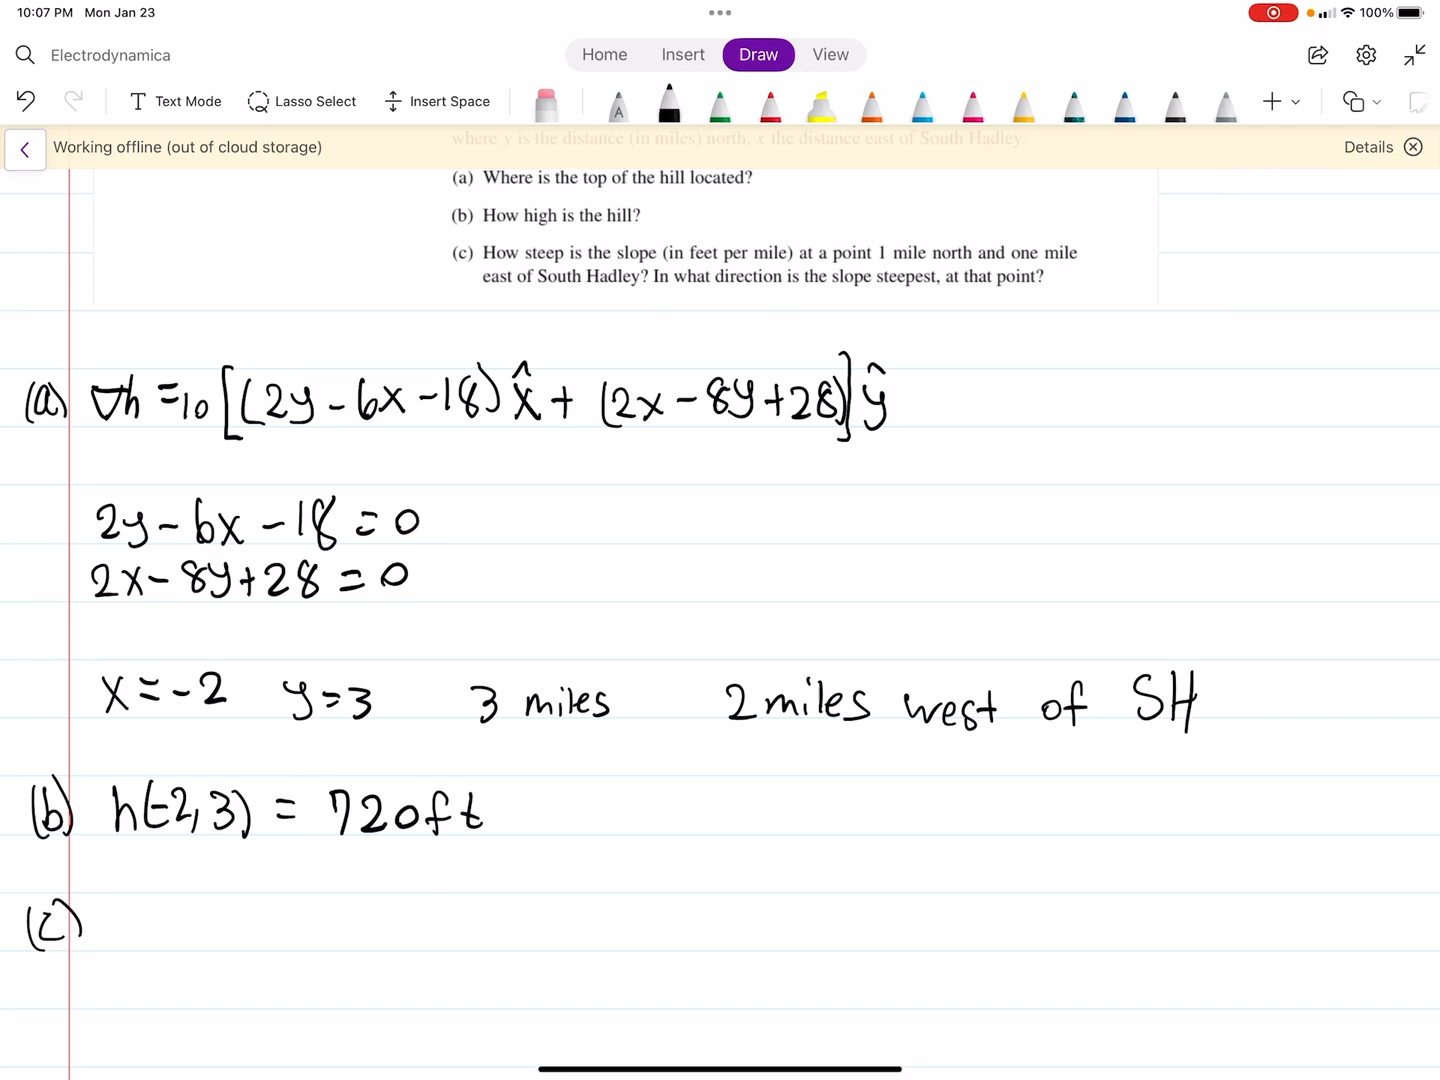 10:07 PM Mon Jan 23
100%
Electrodynamica
Home Insert Draw View
T Text Mode Lasso Select Insert Space
A
where y is the distance (in miles) north, x the distance east of South Hadley.
Working offline (out of cloud storage) Details
(a) Where is the top of the hill located?
(b) How high is the hill?
(c) How steep is the slope (in feet per mile) at a point 1 mile north and one mile
east of South Hadley? In what direction is the slope steepest, at that point?
(a) ∇h = 10 [(2y - 6x - 18) x̂ + (2x - 8y + 28)] ŷ
2y - 6x - 18 = 0
2x - 8y + 28 = 0
x = -2 y = 3 3 miles 2 miles west of SH
(b) h(-2, 3) = 720ft
(c)